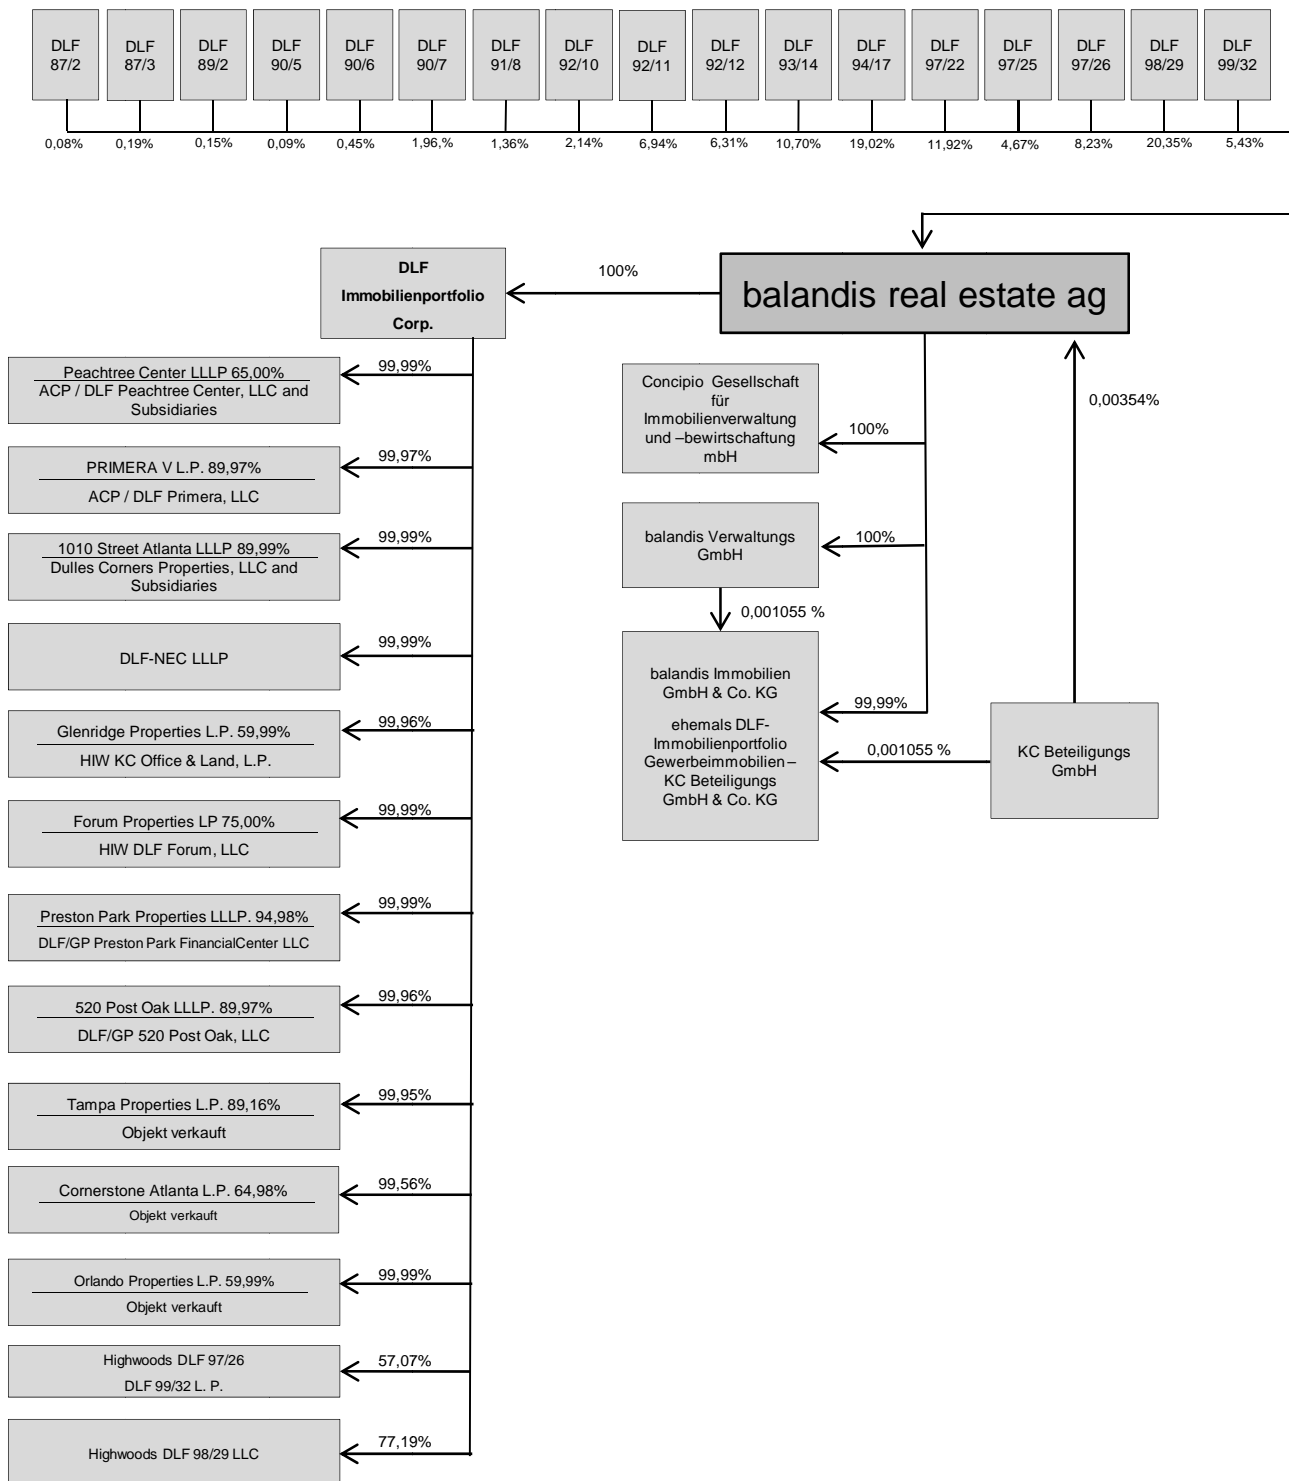 DLF
87/2
DLF
87/3
DLF
89/2
DLF
90/5
DLF
90/6
DLF
90/7
DLF
91/8
DLF
92/10
DLF
92/11
DLF
92/12
DLF
93/14
DLF
94/17
DLF
97/22
DLF
97/25
DLF
97/26
DLF
98/29
DLF
99/32
0,08%
0,19%
0,15%
0,09%
0,45%
1,96,%
1,36%
2,14%
6,94%
6,31%
10,70%
19,02%
11,92%
4,67%
8,23%
20,35%
5,43%
DLF
Immobilienportfolio
Corp.
100%
balandis real estate ag
Peachtree Center LLLP 65,00%
ACP / DLF Peachtree Center, LLC and
Subsidiaries
99,99%
PRIMERA V L.P. 89,97%
ACP / DLF Primera, LLC
99,97%
1010 Street Atlanta LLLP 89,99%
Dulles Corners Properties, LLC and
Subsidiaries
99,99%
DLF-NEC LLLP
99,99%
Glenridge Properties L.P. 59,99%
HIW KC Office & Land, L.P.
99,96%
Forum Properties LP 75,00%
HIW DLF Forum, LLC
99,99%
Preston Park Properties LLLP. 94,98%
DLF/GP Preston Park FinancialCenter LLC
99,99%
520 Post Oak LLLP. 89,97%
DLF/GP 520 Post Oak, LLC
99,96%
Tampa Properties L.P. 89,16%
Objekt verkauft
99,95%
Cornerstone Atlanta L.P. 64,98%
Objekt verkauft
99,56%
Orlando Properties L.P. 59,99%
Objekt verkauft
99,99%
Highwoods DLF 97/26
DLF 99/32 L. P.
57,07%
Highwoods DLF 98/29 LLC
77,19%
Concipio Gesellschaft
für
Immobilienverwaltung
und –bewirtschaftung
mbH
100%
0,00354%
balandis Verwaltungs
GmbH
100%
0,001055 %
balandis Immobilien
GmbH & Co. KG
ehemals DLF-
Immobilienportfolio
Gewerbeimmobilien –
KC Beteiligungs
GmbH & Co. KG
99,99%
0,001055 %
KC Beteiligungs
GmbH